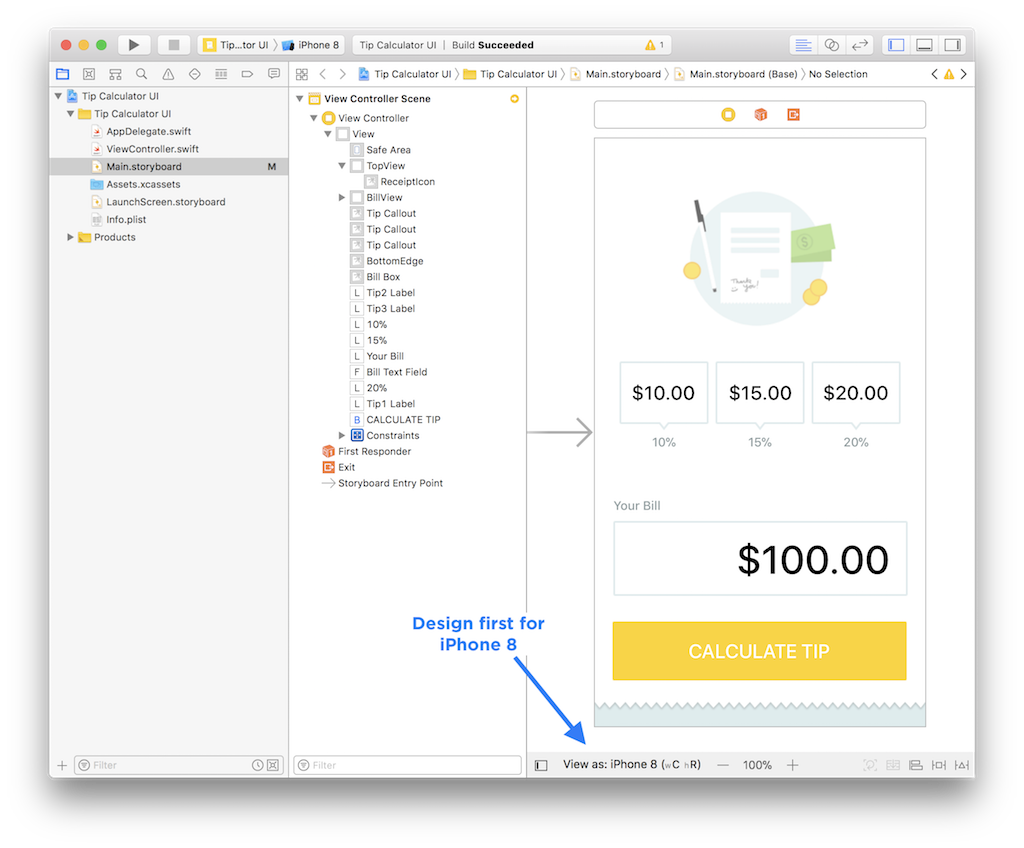 Tip...tor UI
iPhone 8
Tip Calculator UI | Build Succeeded
1
Tip Calculator UI
Tip Calculator UI
Main.storyboard
Main.storyboard (Base)
No Selection
Tip Calculator UI
Tip Calculator UI
AppDelegate.swift
ViewController.swift
Main.storyboard M
Assets.xcassets
LaunchScreen.storyboard
Info.plist
Products
Filter
View Controller Scene
View Controller
View
Safe Area
TopView
ReceiptIcon
BillView
Tip Callout
Tip Callout
Tip Callout
BottomEdge
Bill Box
L Tip2 Label
L Tip3 Label
L 10%
L 15%
L Your Bill
F Bill Text Field
L 20%
L Tip1 Label
B CALCULATE TIP
Constraints
First Responder
Exit
Storyboard Entry Point
Filter
$
Thank
you!
$10.00 $15.00 $20.00
10% 15% 20%
Your Bill
$100.00
CALCULATE TIP
Design first for
iPhone 8
View as: iPhone 8 (wC hR) — 100% +